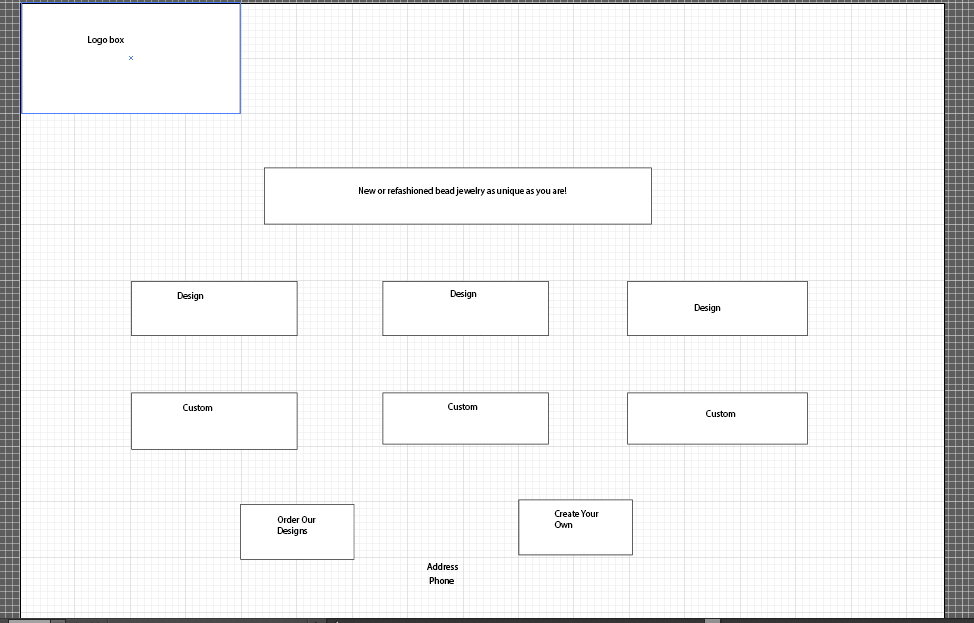 Logo box
New or refashioned bead jewelry as unique as you are!
Design
Design
Design
Custom
Custom
Custom
Order Our
Designs
Create Your
Own
Address
Phone